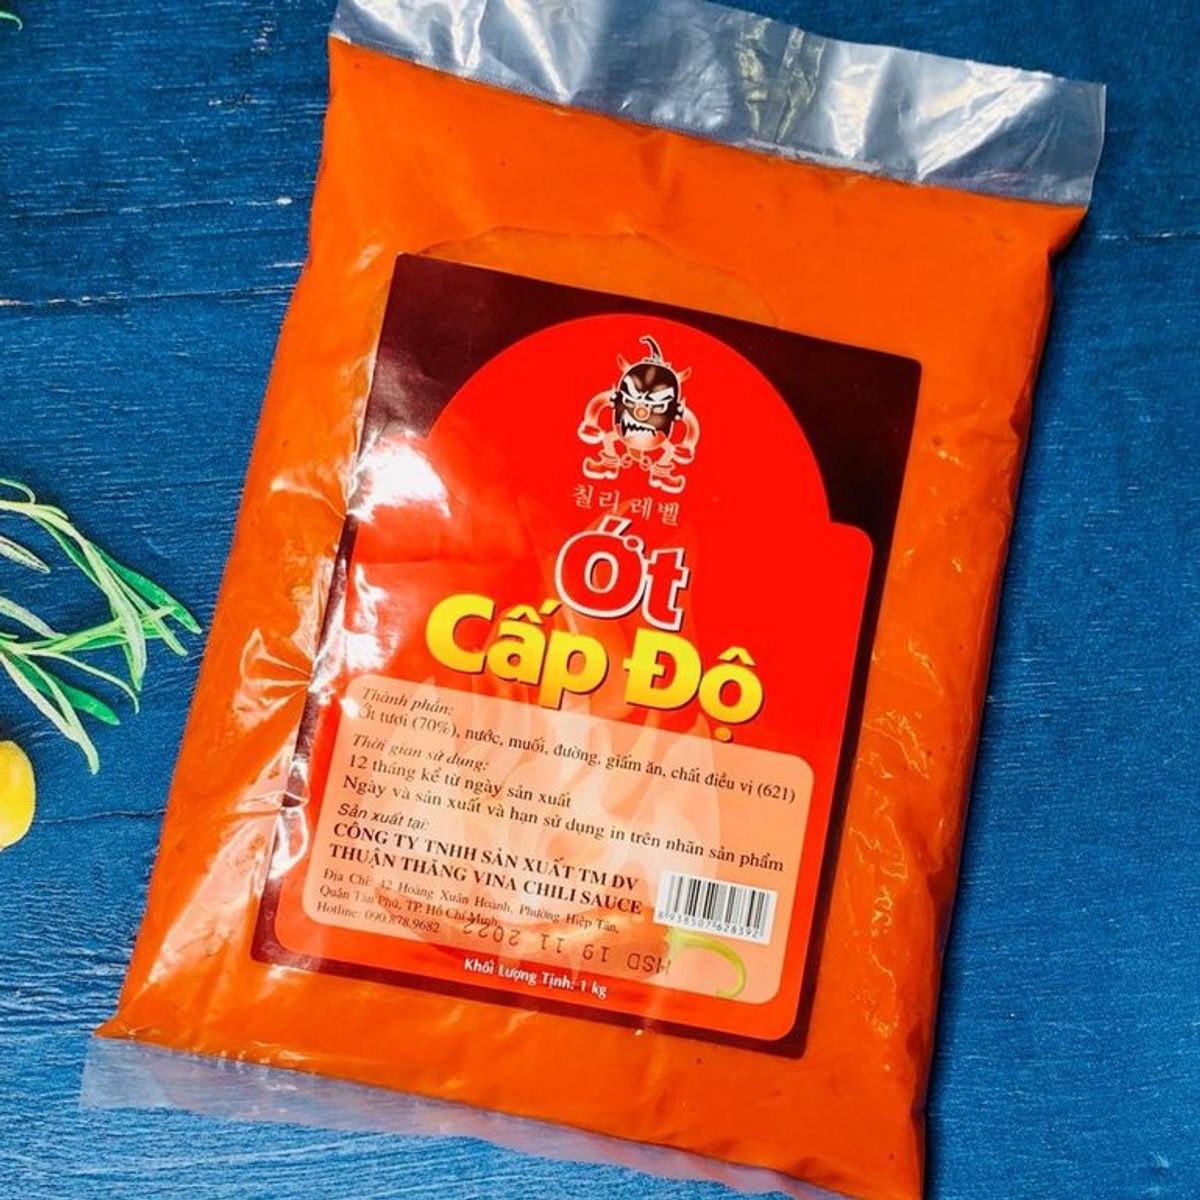 칠리 레벨
Ớt
Cấp Độ
Thành phần:
Ớt tươi (70%), nước, muối, đường, giấm ăn, chất điều vị (621)
Thời gian sử dụng:
12 tháng kể từ ngày sản xuất
Ngày và sản xuất và hạn sử dụng in trên nhãn sản phẩm
Sản xuất tại:
CÔNG TY TNHH SẢN XUẤT TM DV
THUẬN THĂNG VINA CHILI SAUCE
Địa Chỉ: 42 Hoàng Xuân Hoành, Phường Hiệp Tân,
Quận Tân Phú, TP. Hồ Chí Minh
Hotline: 090.878.9682
8 938507 628392
HSD 19 11 2022
Khối Lượng Tịnh: 1 kg